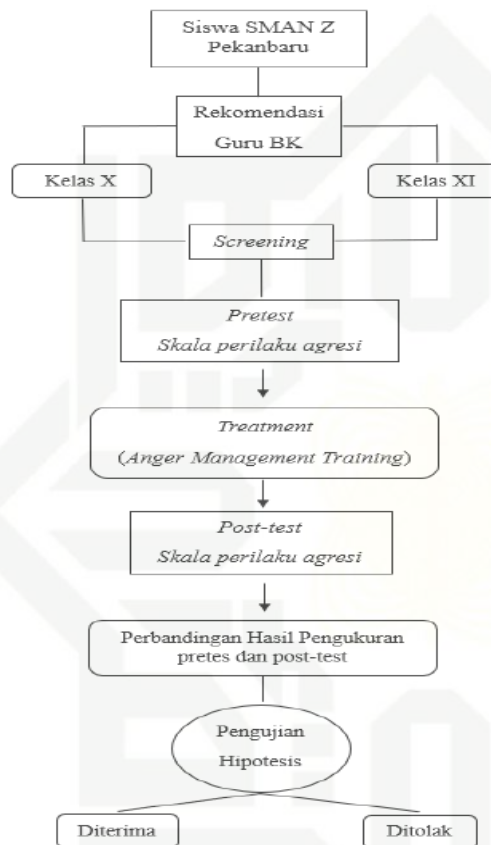 Siswa SMAN Z
Pekanbaru
Rekomendasi
Guru BK
Kelas X
Kelas XI
Screening
Pretest
Skala perilaku agresi
Treatment
(Anger Management Training)
Post-test
Skala perilaku agresi
Perbandingan Hasil Pengukuran
pretes dan post-test
Pengujian
Hipotesis
Diterima
Ditolak